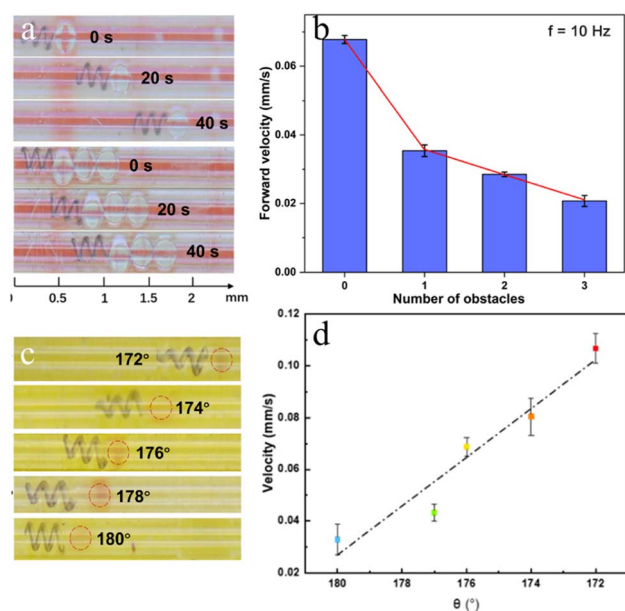 a
0 s
20 s
40 s
0 s
20 s
40 s
0 0.5 1 1.5 2 mm
b
f = 10 Hz
Forward velocity (mm/s)
0.06
0.04
0.02
0.00
0 1 2 3
Number of obstacles
c
172°
174°
176°
178°
180°
d
Velocity (mm/s)
0.12
0.10
0.08
0.06
0.04
0.02
180 178 176 174 172
θ (°)